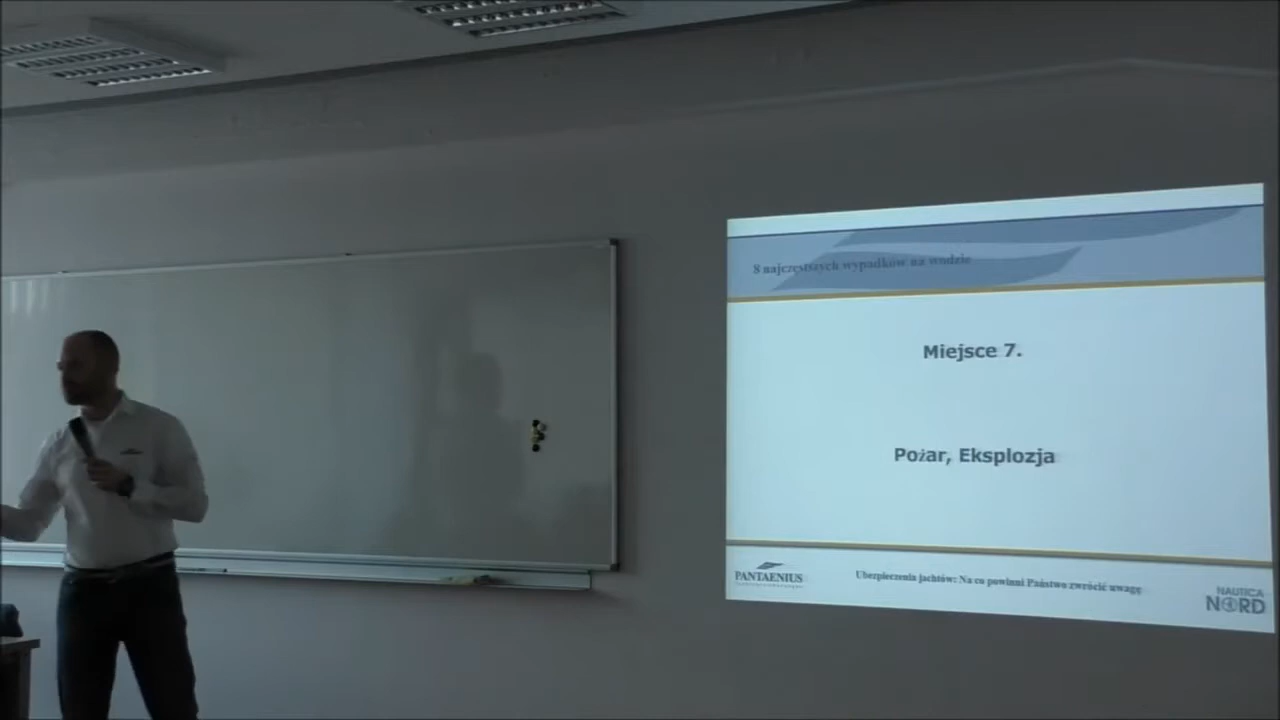 8 najczęstszych wypadków na wodzie
Miejsce 7.
Pożar, Eksplozja
PANTAENIUS
Ubezpieczenia jachtów: Na co powinni Państwo zwrócić uwagę
NAUTICA
NORD